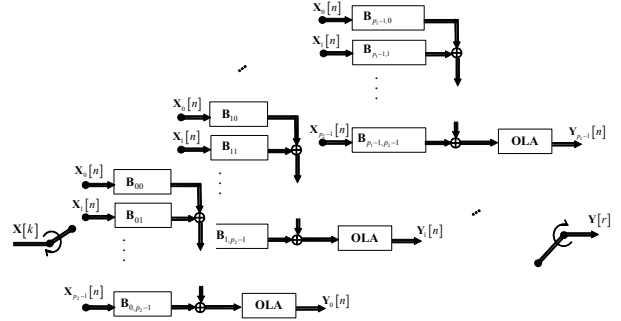 X₀[n]
B_{p₁-1,0}
X₁[n]
B_{p₁-1,1}
X₀[n]
B₁₀
X₁[n]
B₁₁
X_{p₂-1}[n]
B_{p₁-1,p₂-1}
OLA
Y_{p₁-1}[n]
X₀[n]
B₀₀
X₁[n]
B₀₁
X[k]
B_{1,p₂-1}
OLA
Y₁[n]
Y[r]
X_{p₂-1}[n]
B_{0,p₂-1}
OLA
Y₀[n]